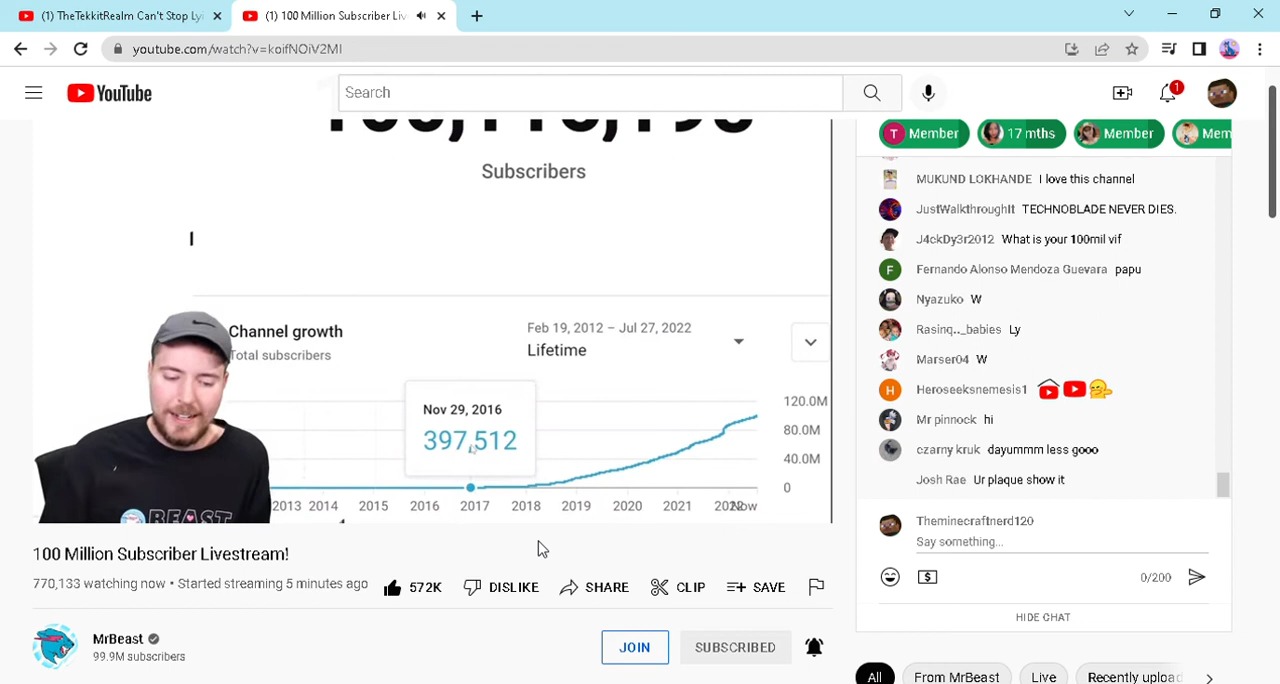 (1) TheTekkitRealm Can't Stop Ly
(1) 100 Million Subscriber Liv
youtube.com/watch?v=koifNOiV2MI
YouTube
Search
1
Subscribers
Channel growth
Total subscribers
Feb 19, 2012 – Jul 27, 2022
Lifetime
Nov 29, 2016
397,512
120.0M
80.0M
40.0M
0
2013 2014 2015 2016 2017 2018 2019 2020 2021 Now
BEAST
T Member 17 mths Member Mem
MUKUND LOKHANDE I love this channel
JustWalkthroughIt TECHNOBLADE NEVER DIES.
J4ckDy3r2012 What is your 100mil vif
F Fernando Alonso Mendoza Guevara papu
Nyazuko W
Rasinq.._babies Ly
Marser04 W
H Heroseeksnemesis1
Mr pinnock hi
czarny kruk dayummm less gooo
Josh Rae Ur plaque show it
Theminecraftnerd120
Say something...
0/200
HIDE CHAT
100 Million Subscriber Livestream!
770,133 watching now • Started streaming 5 minutes ago
572K DISLIKE SHARE CLIP SAVE
MrBeast
99.9M subscribers
JOIN SUBSCRIBED
All From MrBeast Live Recently upload